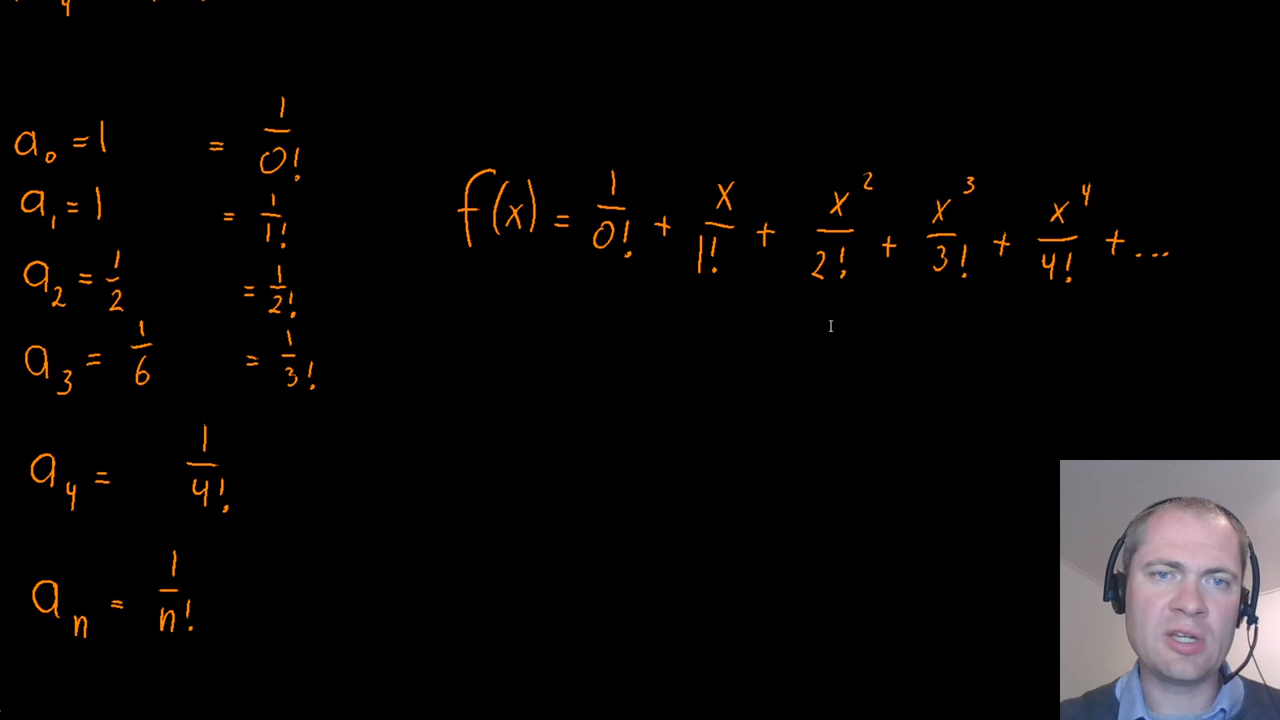 a₀ = 1 = 1/0!
a₁ = 1 = 1/1!
a₂ = 1/2 = 1/2!
a₃ = 1/6 = 1/3!
a₄ = 1/4!
aₙ = 1/n!
f(x) = 1/0! + x/1! + x²/2! + x³/3! + x⁴/4! + ...